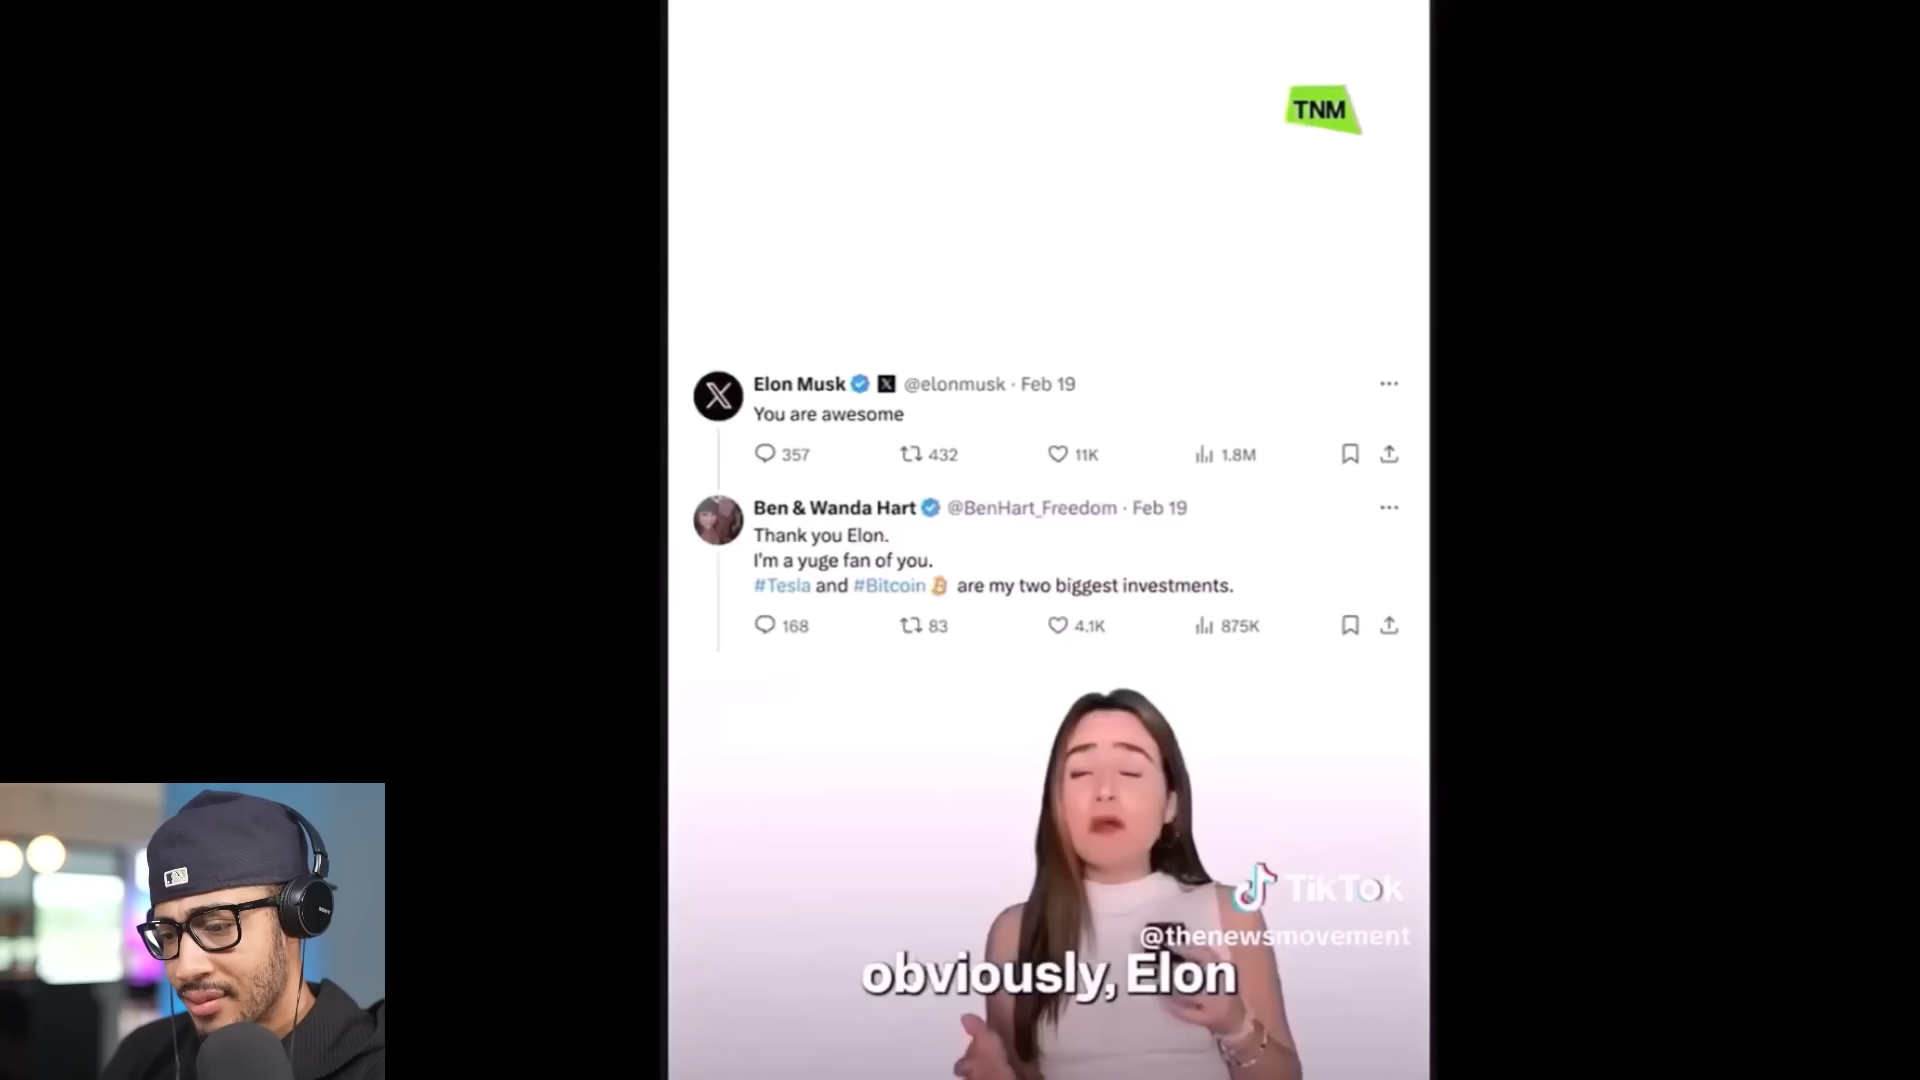 TNM
Elon Musk @elonmusk · Feb 19
You are awesome
357 432 11K 1.8M
Ben & Wanda Hart @BenHart_Freedom · Feb 19
Thank you Elon.
I'm a yuge fan of you.
#Tesla and #Bitcoin are my two biggest investments.
168 83 4.1K 875K
TikTok
@thenewsmovement
obviously, Elon
SONY